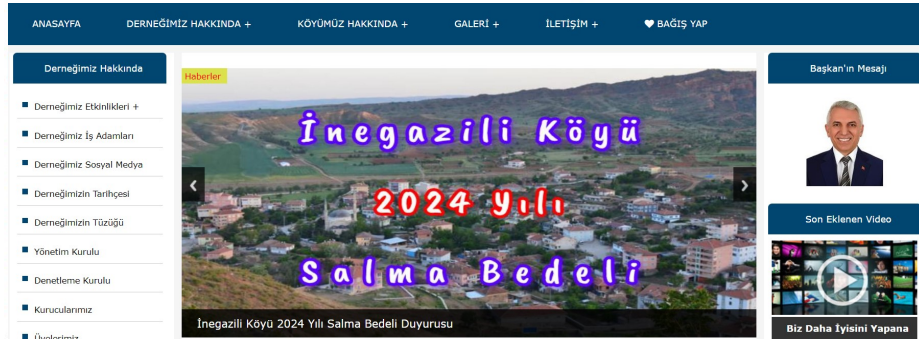 ANASAYFA DERNEĞİMİZ HAKKINDA + KÖYÜMÜZ HAKKINDA + GALERİ + İLETİŞİM + BAĞIŞ YAP
Derneğimiz Hakkında
Derneğimiz Etkinlikleri +
Derneğimiz İş Adamları
Derneğimiz Sosyal Medya
Derneğimizin Tarihçesi
Derneğimizin Tüzüğü
Yönetim Kurulu
Denetleme Kurulu
Kurucularımız
Üyelerimiz
Haberler
İnegazili Köyü
2024 Yılı
Salma Bedeli
İnegazili Köyü 2024 Yılı Salma Bedeli Duyurusu
Başkan'ın Mesajı
Son Eklenen Video
Biz Daha İyisini Yapana